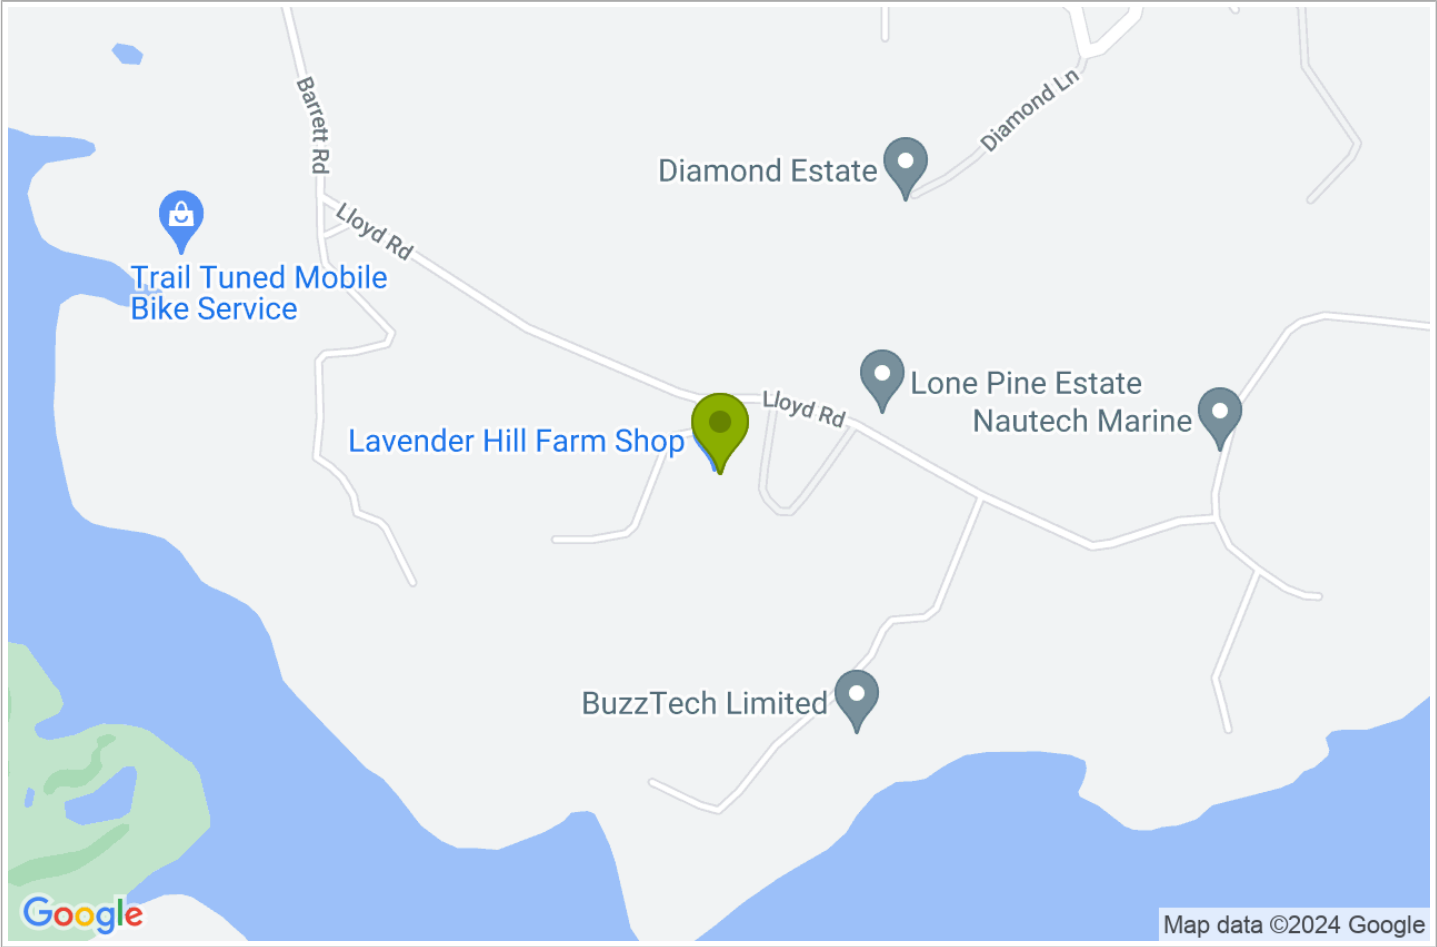 Barrett Rd
Diamond Ln
Diamond Estate
Lloyd Rd
Trail Tuned Mobile
Bike Service
Lone Pine Estate
Lloyd Rd
Nautech Marine
Lavender Hill Farm Shop
BuzzTech Limited
Google
Map data ©2024 Google